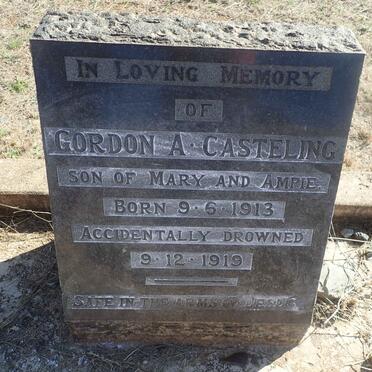 IN LOVING MEMORY
OF
GORDON A. CASTELING
SON OF MARY AND AMPIE.
BORN 9.6.1913
ACCIDENTALLY DROWNED
9.12.1919
SAFE IN THE ARMS OF JESUS